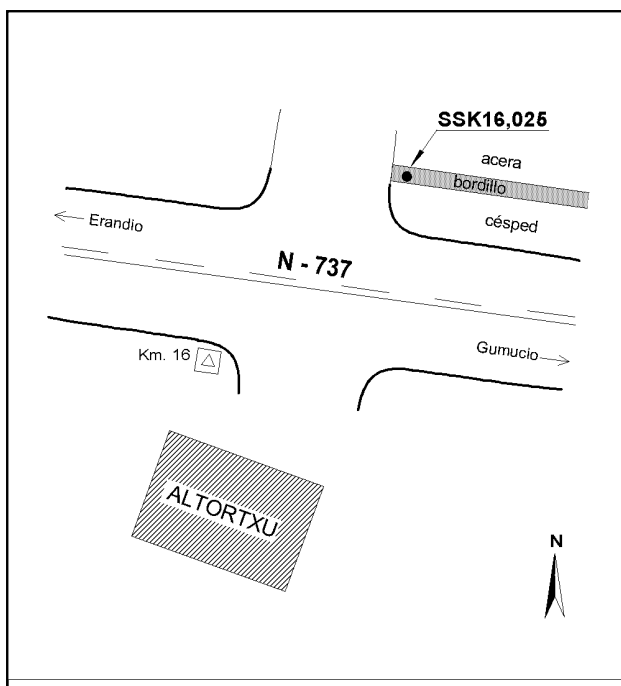 SSK16,025
acera
bordillo
césped
Erandio
N - 737
Gumucio
Km. 16
ALTORTXU
N